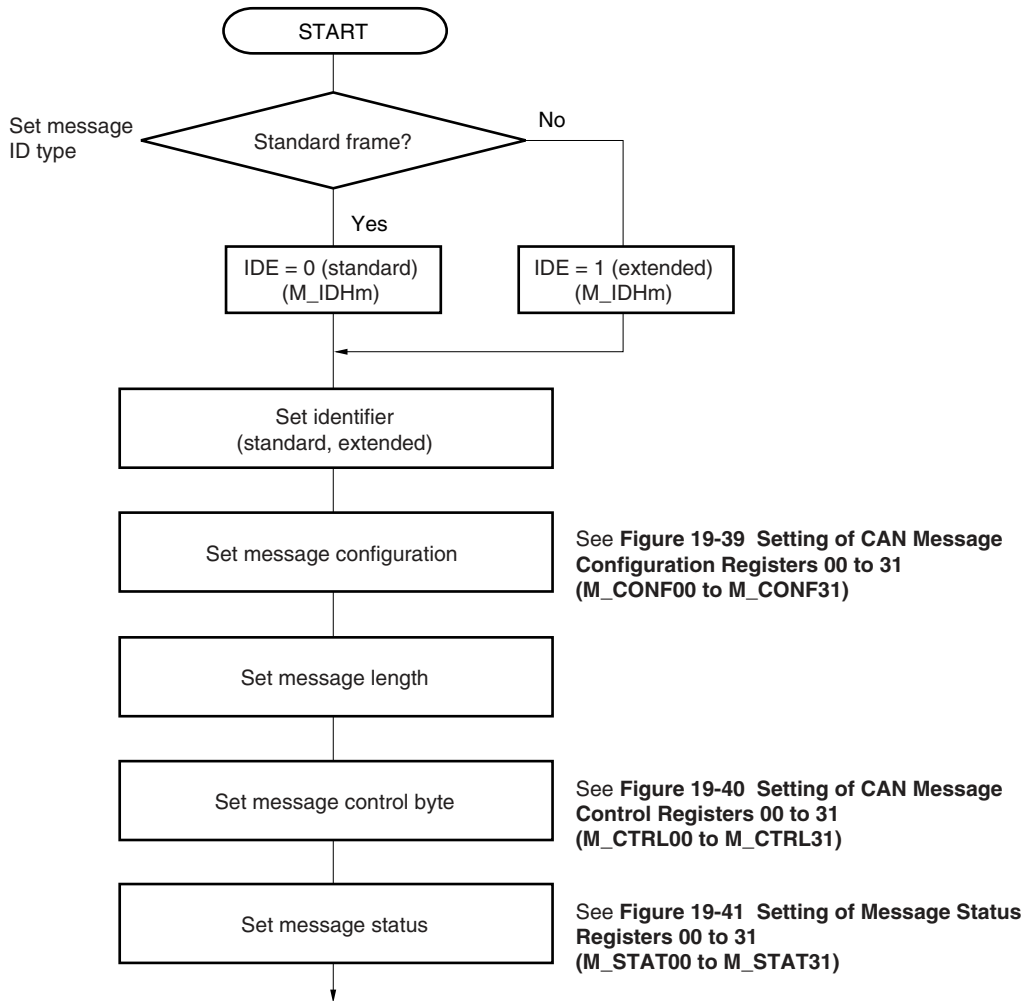 START
Set message
ID type
Standard frame?
No
Yes
IDE = 0 (standard)
(M_IDHm)
IDE = 1 (extended)
(M_IDHm)
Set identifier
(standard, extended)
Set message configuration
See Figure 19-39 Setting of CAN Message
Configuration Registers 00 to 31
(M_CONF00 to M_CONF31)
Set message length
Set message control byte
See Figure 19-40 Setting of CAN Message
Control Registers 00 to 31
(M_CTRL00 to M_CTRL31)
Set message status
See Figure 19-41 Setting of Message Status
Registers 00 to 31
(M_STAT00 to M_STAT31)